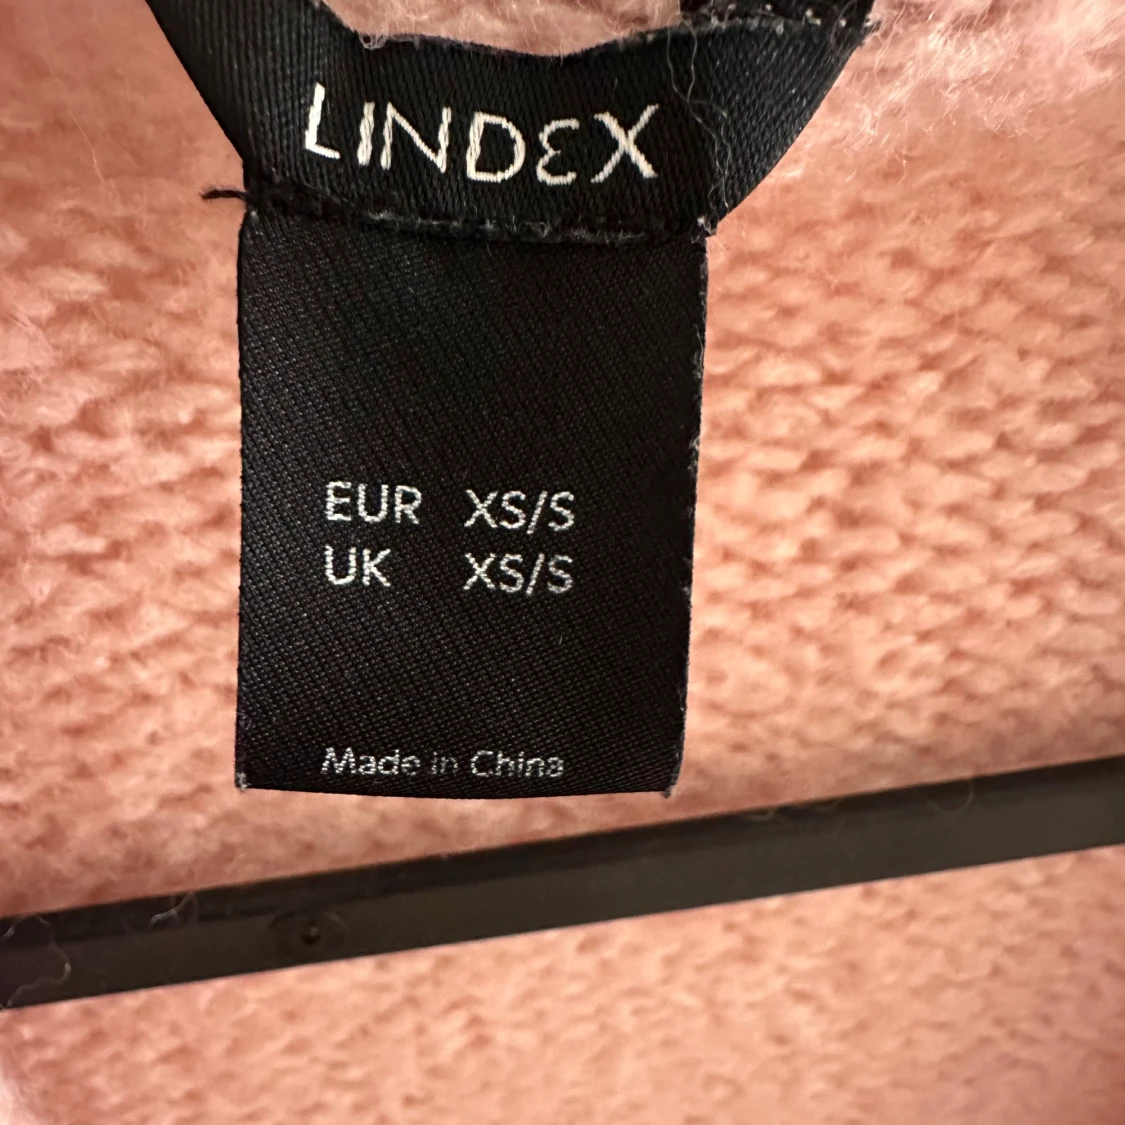 LINDEX
EUR XS/S
UK XS/S
Made in China